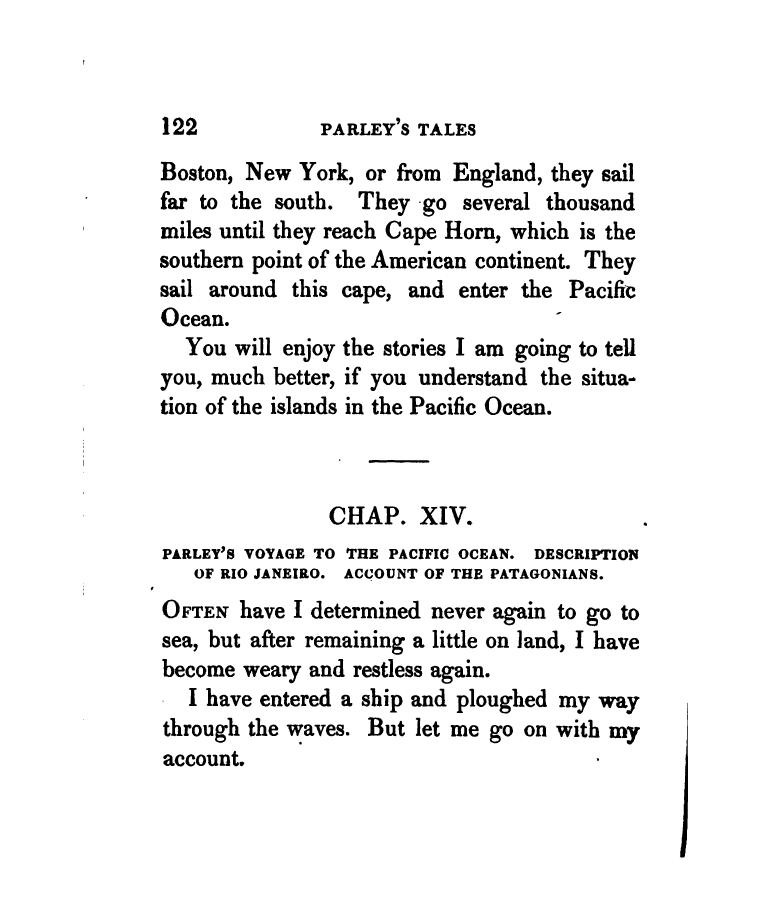 122 PARLEY'S TALES
Boston, New York, or from England, they sail
far to the south. They go several thousand
miles until they reach Cape Horn, which is the
southern point of the American continent. They
sail around this cape, and enter the Pacific
Ocean.
You will enjoy the stories I am going to tell
you, much better, if you understand the situa-
tion of the islands in the Pacific Ocean.
CHAP. XIV.
PARLEY'S VOYAGE TO THE PACIFIC OCEAN. DESCRIPTION
OF RIO JANEIRO. ACCOUNT OF THE PATAGONIANS.
OFTEN have I determined never again to go to
sea, but after remaining a little on land, I have
become weary and restless again.
I have entered a ship and ploughed my way
through the waves. But let me go on with my
account.